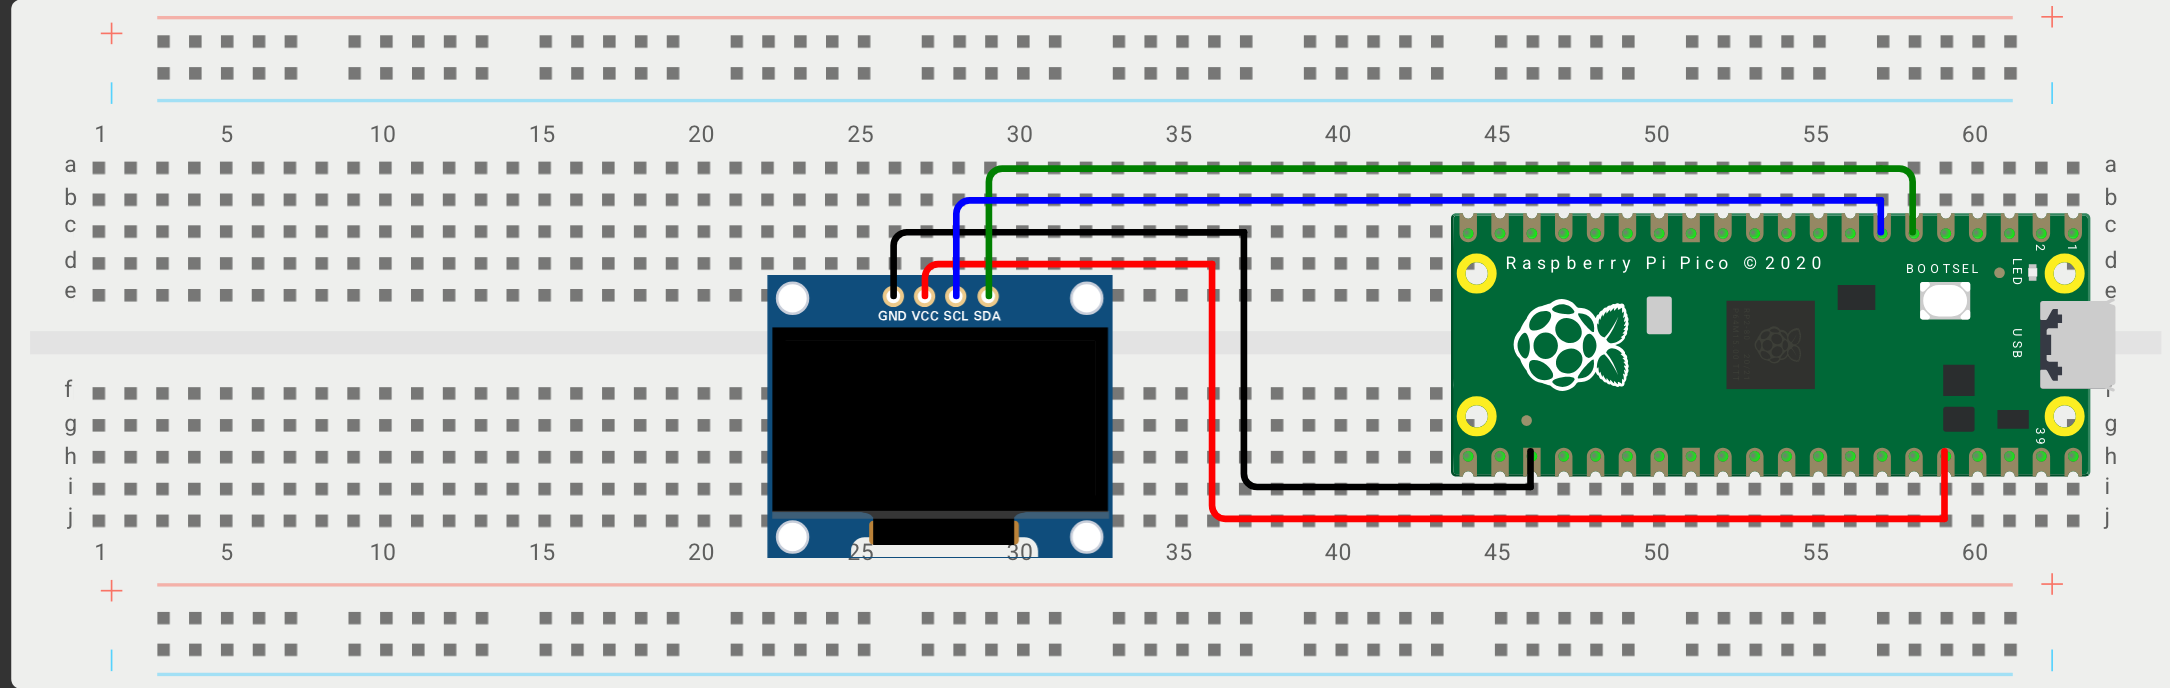 1 5 10 15 20 25 30 35 40 45 50 55 60
a a
b b
c c
d d
e e
GND VCC SCL SDA
Raspberry Pi Pico © 2020
BOOTSEL
LED
2
1
USB
39
f
g g
h h
i i
j j
1 5 10 15 20 25 30 35 40 45 50 55 60